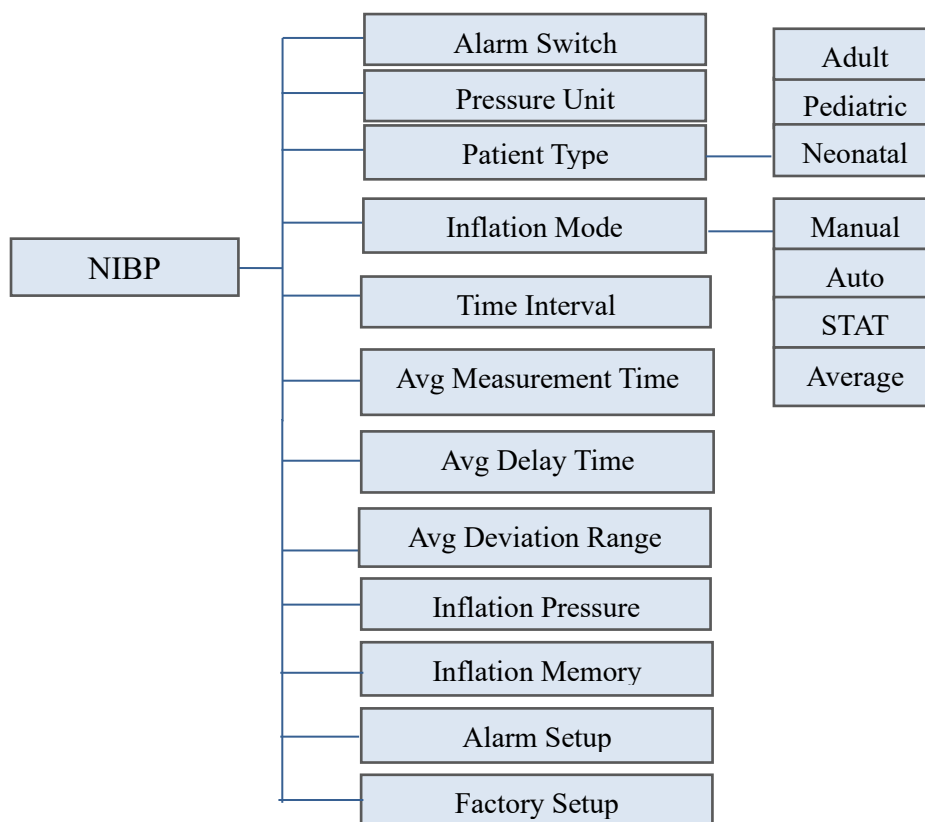 NIBP
Alarm Switch
Pressure Unit
Patient Type
Inflation Mode
Time Interval
Avg Measurement Time
Avg Delay Time
Avg Deviation Range
Inflation Pressure
Inflation Memory
Alarm Setup
Factory Setup
Adult
Pediatric
Neonatal
Manual
Auto
STAT
Average